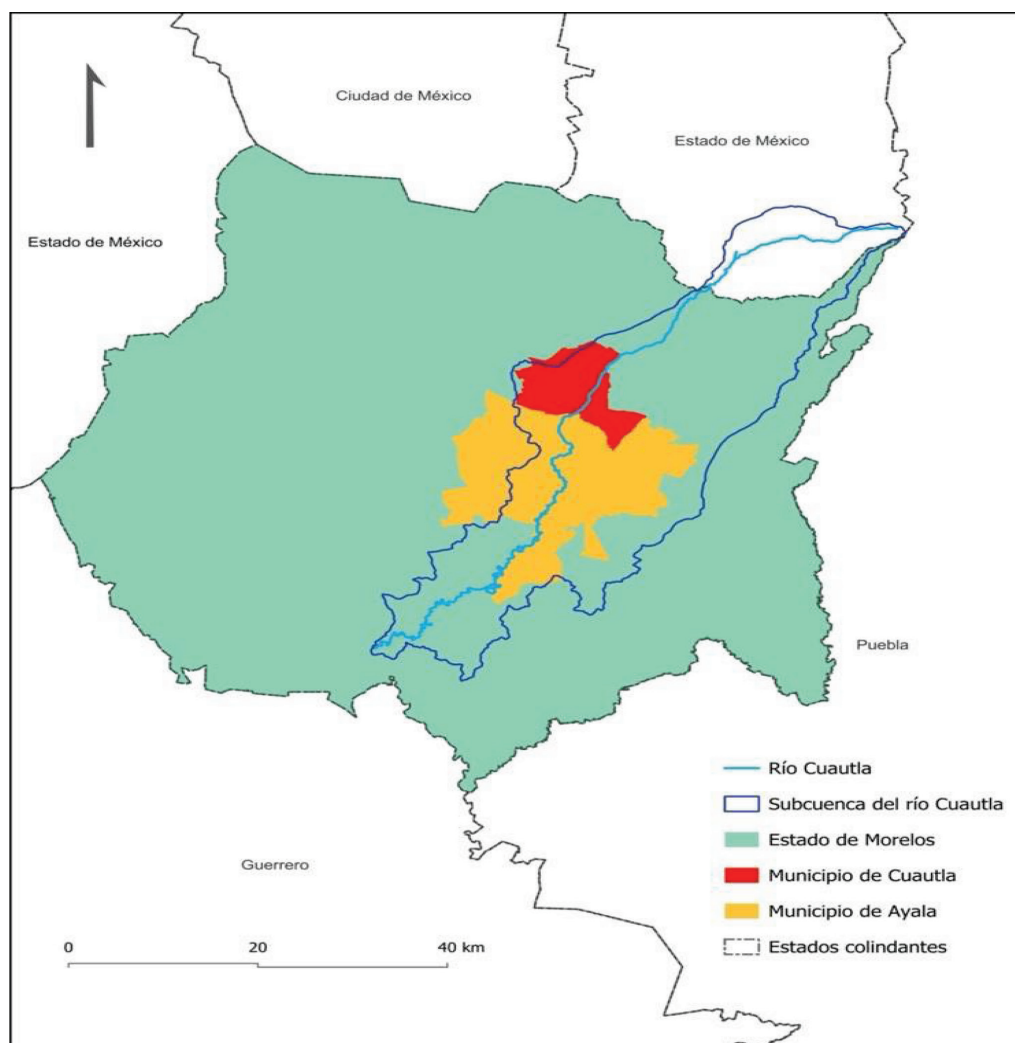 Ciudad de México
Estado de México
Estado de México
Puebla
Río Cuautla
Subcuenca del río Cuautla
Estado de Morelos
Guerrero
Municipio de Cuautla
Municipio de Ayala
0 20 40 km
Estados colindantes